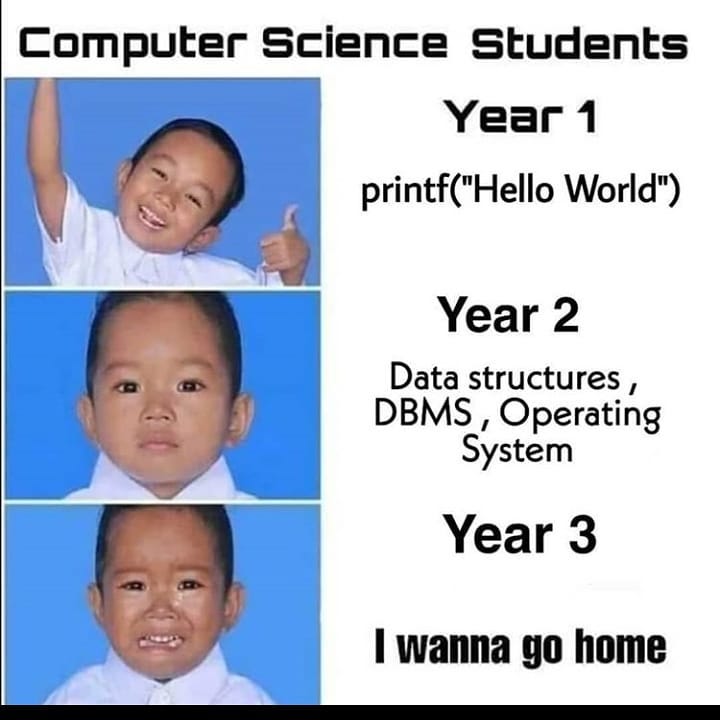 Computer Science Students
Year 1
printf("Hello World")
Year 2
Data structures ,
DBMS , Operating
System
Year 3
I wanna go home